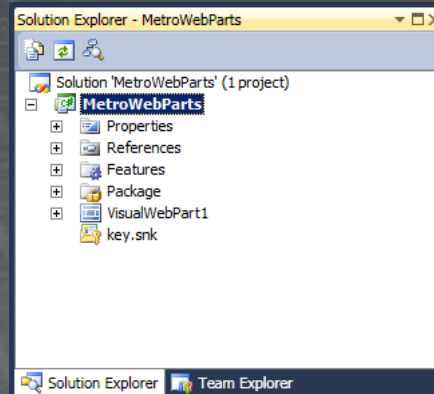 Solution Explorer - MetroWebParts
Solution 'MetroWebParts' (1 project)
MetroWebParts
Properties
References
Features
Package
VisualWebPart1
key.snk
Solution Explorer Team Explorer